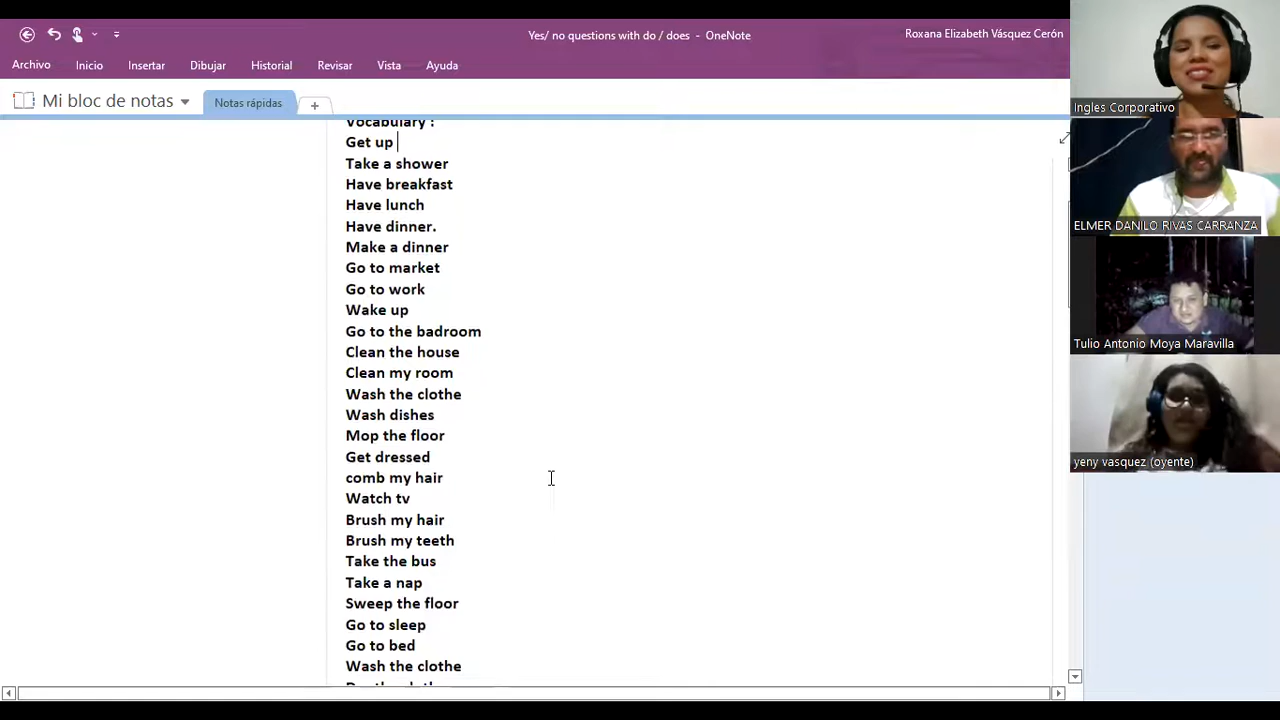 Yes/ no questions with do / does - OneNote
Roxana Elizabeth Vásquez Cerón
Archivo Inicio Insertar Dibujar Historial Revisar Vista Ayuda
Mi bloc de notas
Notas rápidas
Vocabulary :
Get up
Take a shower
Have breakfast
Have lunch
Have dinner.
Make a dinner
Go to market
Go to work
Wake up
Go to the badroom
Clean the house
Clean my room
Wash the clothe
Wash dishes
Mop the floor
Get dressed
comb my hair
Watch tv
Brush my hair
Brush my teeth
Take the bus
Take a nap
Sweep the floor
Go to sleep
Go to bed
Wash the clothe
Ingles Corporativo
ELMER DANILO RIVAS CARRANZA
Tulio Antonio Moya Maravilla
yeny vasquez (oyente)